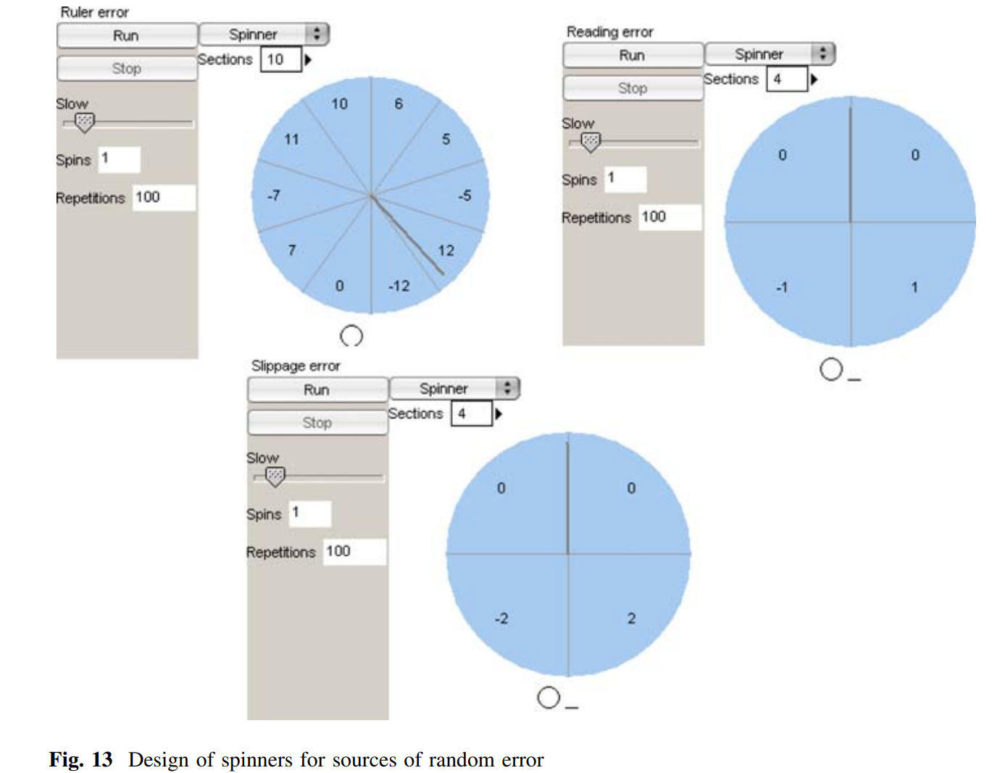 Ruler error
Run
Spinner
Stop
Sections 10
Slow
Spins 1
Repetitions 100
10
6
11
5
-7
-5
7
12
0
-12
Reading error
Run
Spinner
Stop
Sections 4
Slow
Spins 1
Repetitions 100
0
0
-1
1
Slippage error
Run
Spinner
Stop
Sections 4
Slow
Spins 1
Repetitions 100
0
0
-2
2
Fig. 13 Design of spinners for sources of random error